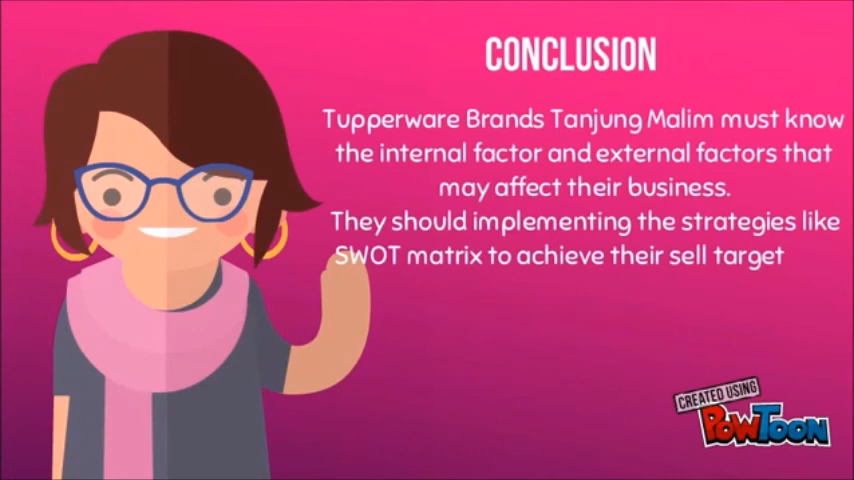 CONCLUSION
Tupperware Brands Tanjung Malim must know
the internal factor and external factors that
may affect their business.
They should implementing the strategies like
SWOT matrix to achieve their sell target
CREATED USING
POWTOON